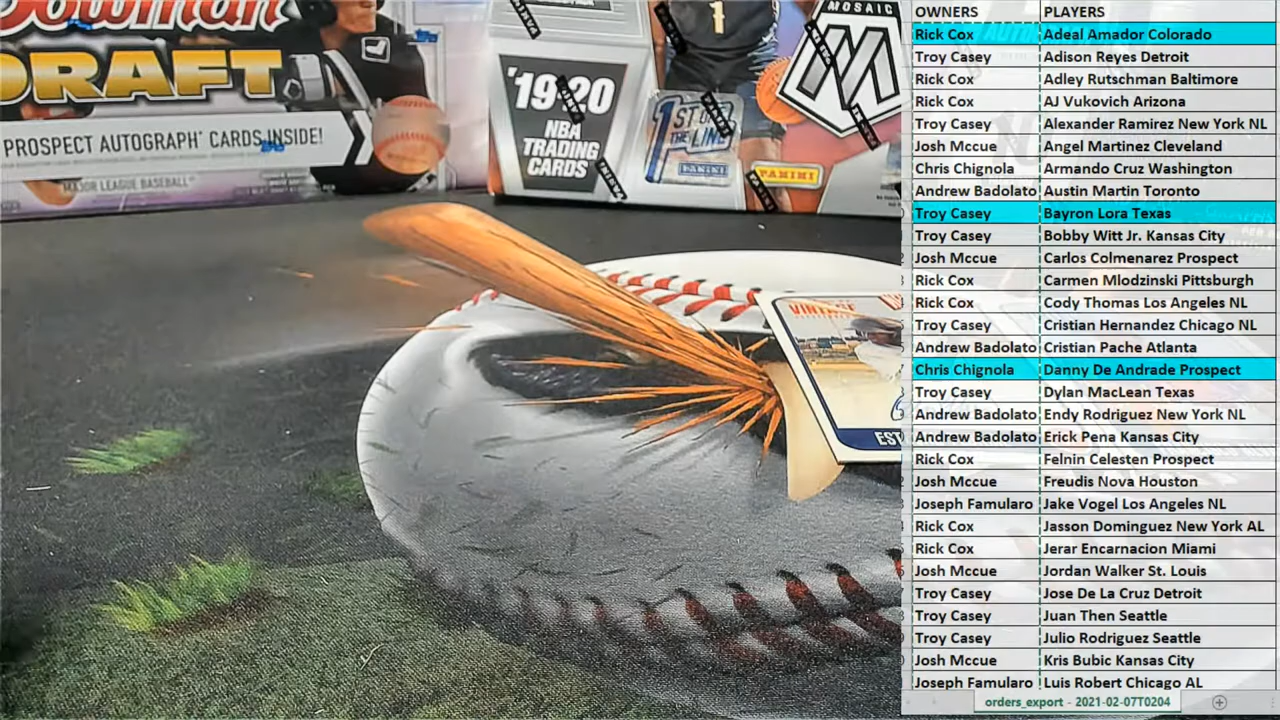 Bowman
DRAFT
PROSPECT AUTOGRAPH CARDS INSIDE!
MAJOR LEAGUE BASEBALL
'19-20
NBA
TRADING
CARDS
1ST OFF
THE LINE
PANINI
PANINI
MOSAIC
M
VINTAGE
EST
OWNERS PLAYERS
Rick Cox Adeal Amador Colorado
Troy Casey Adison Reyes Detroit
Rick Cox Adley Rutschman Baltimore
Rick Cox AJ Vukovich Arizona
Troy Casey Alexander Ramirez New York NL
Josh Mccue Angel Martinez Cleveland
Chris Chignola Armando Cruz Washington
Andrew Badolato Austin Martin Toronto
Troy Casey Bayron Lora Texas
Troy Casey Bobby Witt Jr. Kansas City
Josh Mccue Carlos Colmenarez Prospect
Rick Cox Carmen Mlodzinski Pittsburgh
Rick Cox Cody Thomas Los Angeles NL
Troy Casey Cristian Hernandez Chicago NL
Andrew Badolato Cristian Pache Atlanta
Chris Chignola Danny De Andrade Prospect
Troy Casey Dylan MacLean Texas
Andrew Badolato Endy Rodriguez New York NL
Andrew Badolato Erick Pena Kansas City
Rick Cox Felnin Celesten Prospect
Josh Mccue Freudis Nova Houston
Joseph Famularo Jake Vogel Los Angeles NL
Rick Cox Jasson Dominguez New York AL
Rick Cox Jerar Encarnacion Miami
Josh Mccue Jordan Walker St. Louis
Troy Casey Jose De La Cruz Detroit
Troy Casey Juan Then Seattle
Troy Casey Julio Rodriguez Seattle
Josh Mccue Kris Bubic Kansas City
Joseph Famularo Luis Robert Chicago AL
orders_export - 2021-02-07T0204